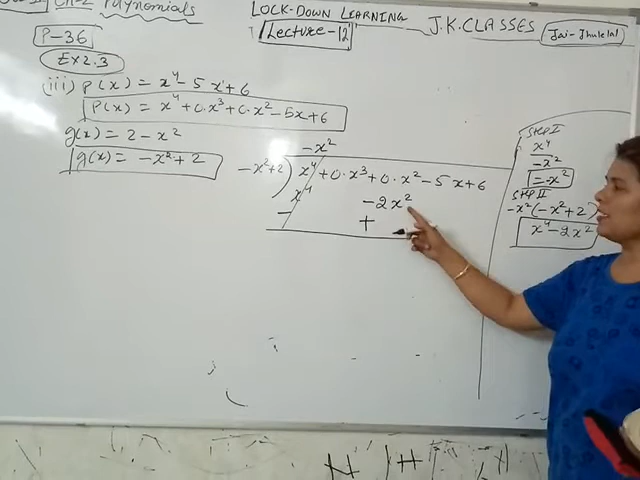 Ch-2 Polynomials
LOCK-DOWN LEARNING
Lecture-12
J.K.CLASSES
Jai-Jhulelal
P-36
Ex 2.3
(iii) p(x) = x⁴ - 5x + 6
P(x) = x⁴ + 0.x³ + 0.x² - 5x + 6
g(x) = 2 - x²
g(x) = -x² + 2
-x²
-x²+2) x⁴ + 0.x³ + 0.x² - 5x + 6
x⁴ -2x²
- +
STEP I
x⁴
-x²
= -x²
STEP II
-x²(-x²+2)
x⁴ - 2x²